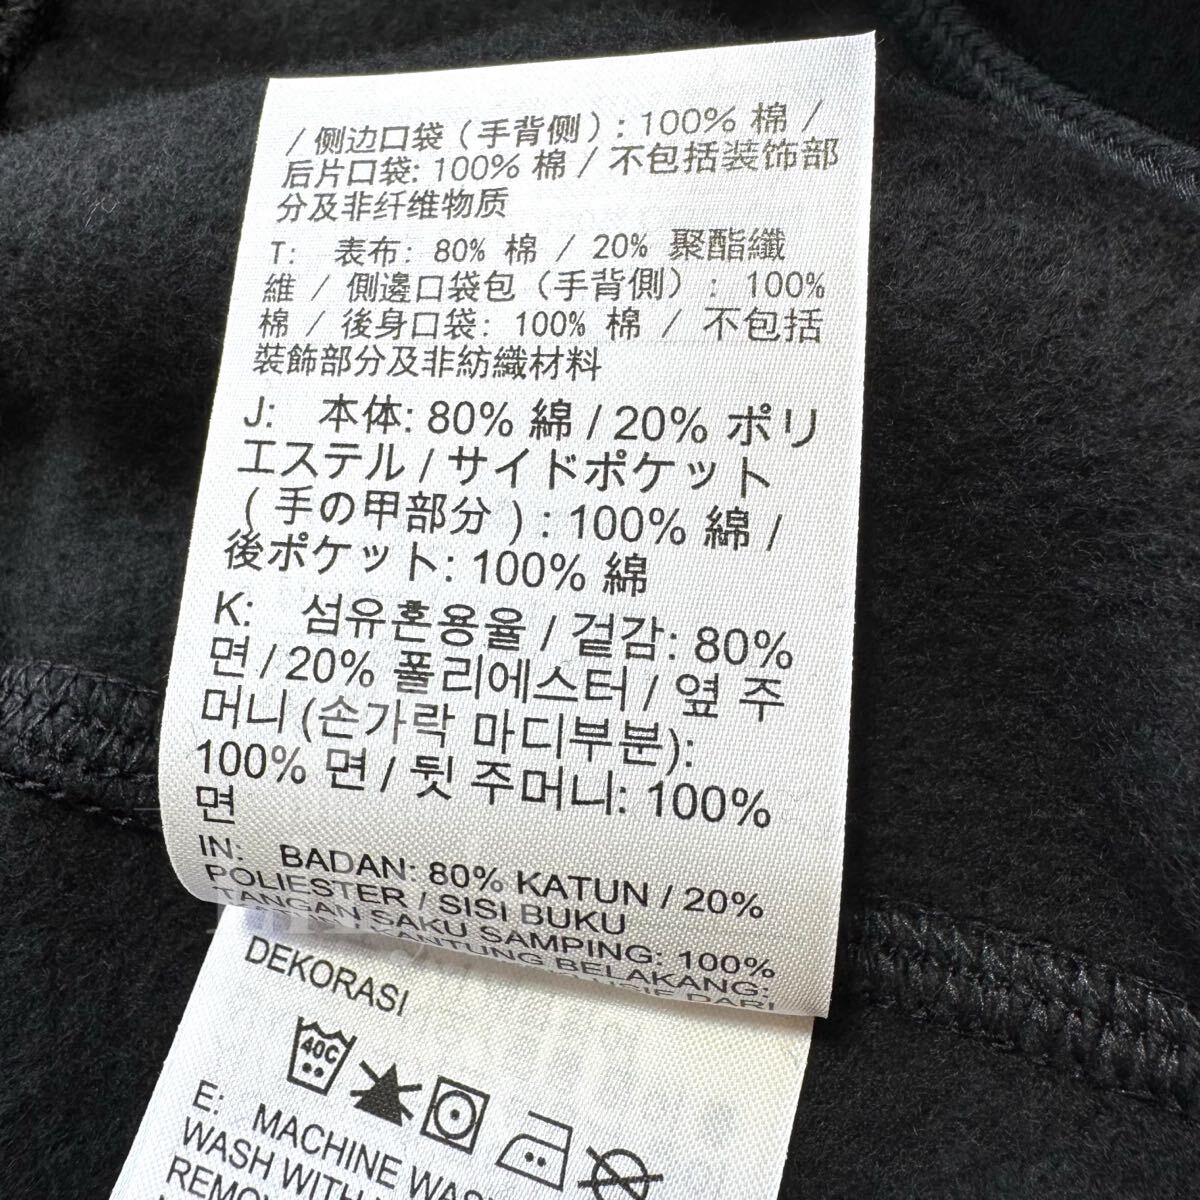 / 侧边口袋 (手背侧) : 100% 棉 /
后片口袋: 100% 棉 / 不包括装饰部
分及非纤维物质
T: 表布: 80% 棉 / 20% 聚酯纖
維 / 側邊口袋包 (手背側) : 100%
棉 / 後身口袋: 100% 棉 / 不包括
裝飾部分及非紡織材料
J: 本体: 80% 綿 / 20% ポリ
エステル / サイドポケット
(手の甲部分) : 100% 綿 /
後ポケット: 100% 綿
K: 섬유혼용율 / 겉감: 80%
면 / 20% 폴리에스터 / 옆 주
머니 (손가락 마디부분):
100% 면 / 뒷 주머니: 100%
면
IN: BADAN: 80% KATUN / 20%
POLIESTER / SISI BUKU
TANGAN SAKU SAMPING: 100%
KANTUNG BELAKANG:
DARI
DEKORASI
40C
E: MACHINE
WASH WITH